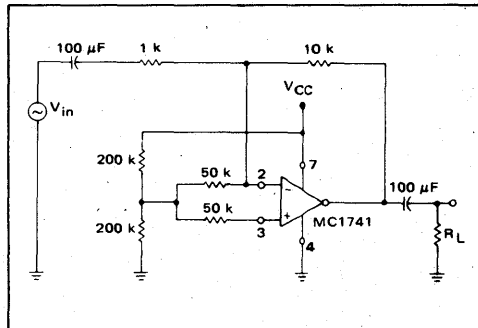 100 µF
1 k
10 k
V_CC
V_in
200 k
7
50 k
2
−
50 k
100 µF
+
MC1741
3
200 k
4
R_L